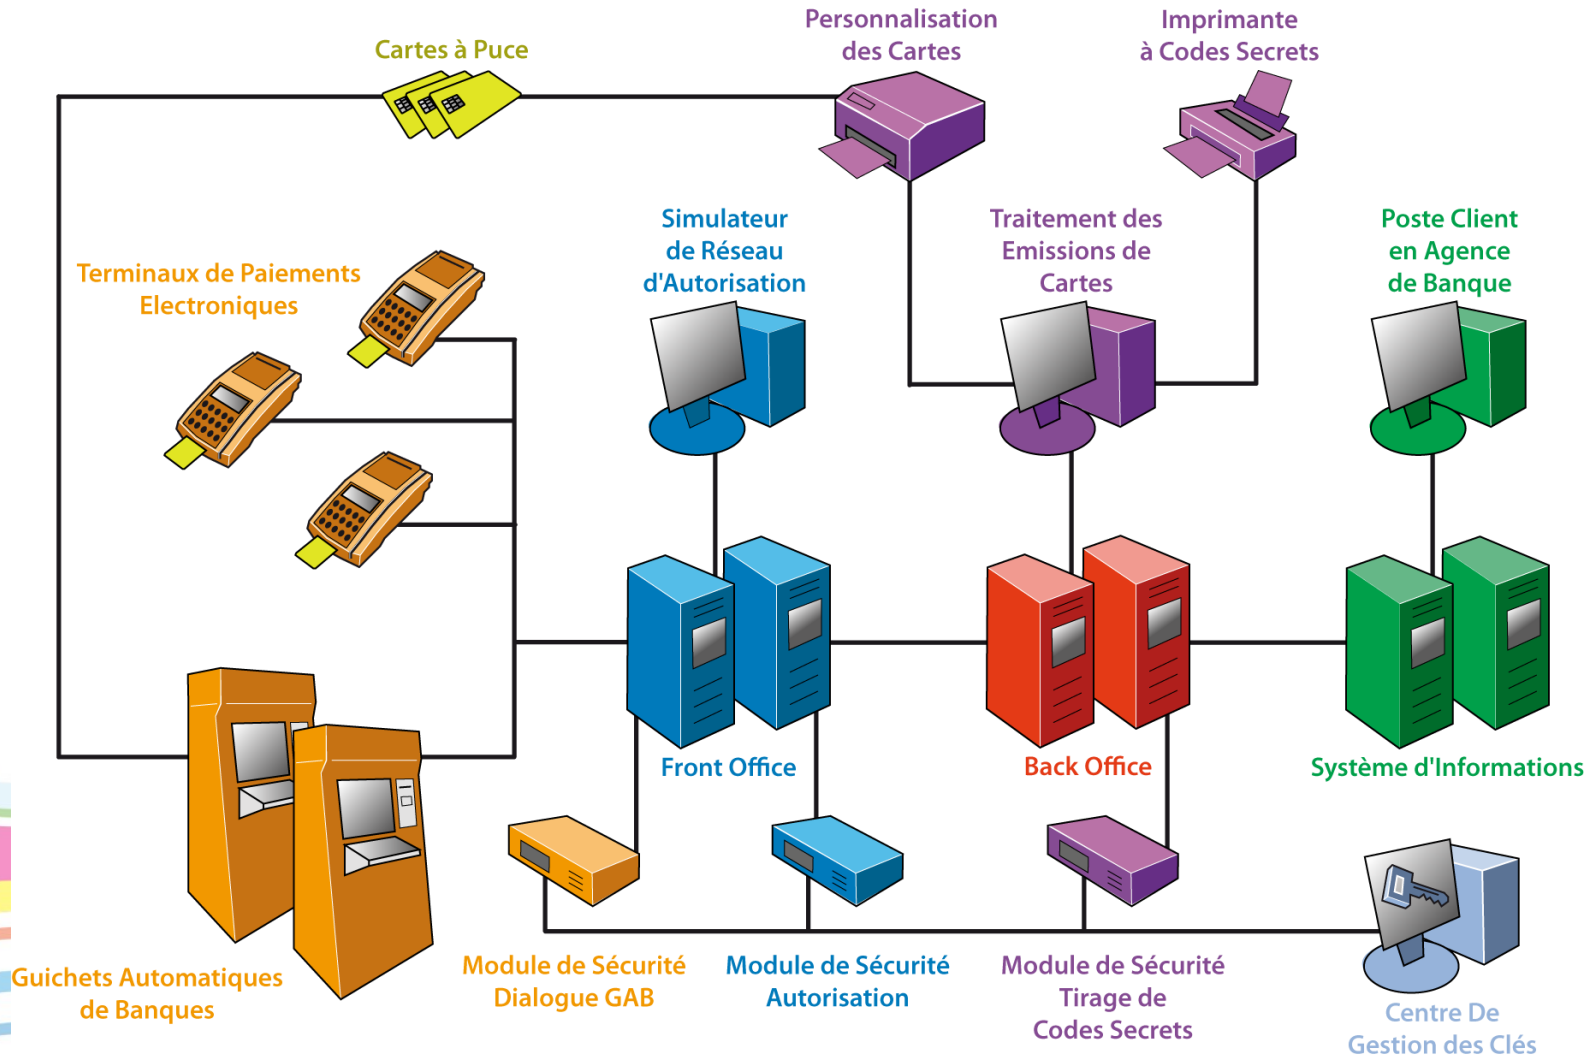 Cartes à Puce
Personnalisation
des Cartes
Imprimante
à Codes Secrets
Terminaux de Paiements
Electroniques
Simulateur
de Réseau
d'Autorisation
Traitement des
Emissions de
Cartes
Poste Client
en Agence
de Banque
Front Office
Back Office
Système d'Informations
Guichets Automatiques
de Banques
Module de Sécurité
Dialogue GAB
Module de Sécurité
Autorisation
Module de Sécurité
Tirage de
Codes Secrets
Centre De
Gestion des Clés